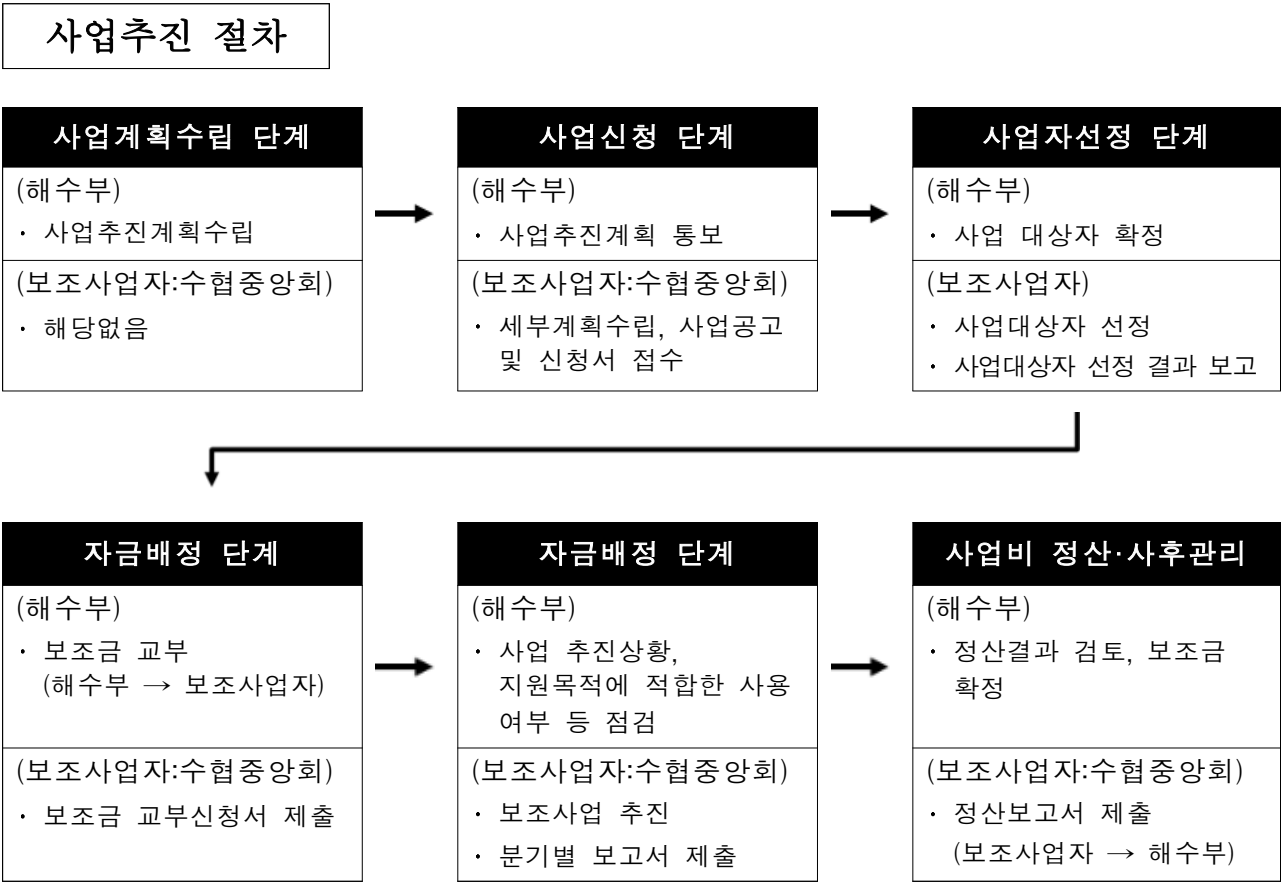 사업추진 절차
사업계획수립 단계
(해수부)
· 사업추진계획수립
(보조사업자:수협중앙회)
· 해당없음
사업신청 단계
(해수부)
· 사업추진계획 통보
(보조사업자:수협중앙회)
· 세부계획수립, 사업공고
및 신청서 접수
사업자선정 단계
(해수부)
· 사업 대상자 확정
(보조사업자)
· 사업대상자 선정
· 사업대상자 선정 결과 보고
자금배정 단계
(해수부)
· 보조금 교부
(해수부 → 보조사업자)
(보조사업자:수협중앙회)
· 보조금 교부신청서 제출
자금배정 단계
(해수부)
· 사업 추진상황,
지원목적에 적합한 사용
여부 등 점검
(보조사업자:수협중앙회)
· 보조사업 추진
· 분기별 보고서 제출
사업비 정산·사후관리
(해수부)
· 정산결과 검토, 보조금
확정
(보조사업자:수협중앙회)
· 정산보고서 제출
(보조사업자 → 해수부)